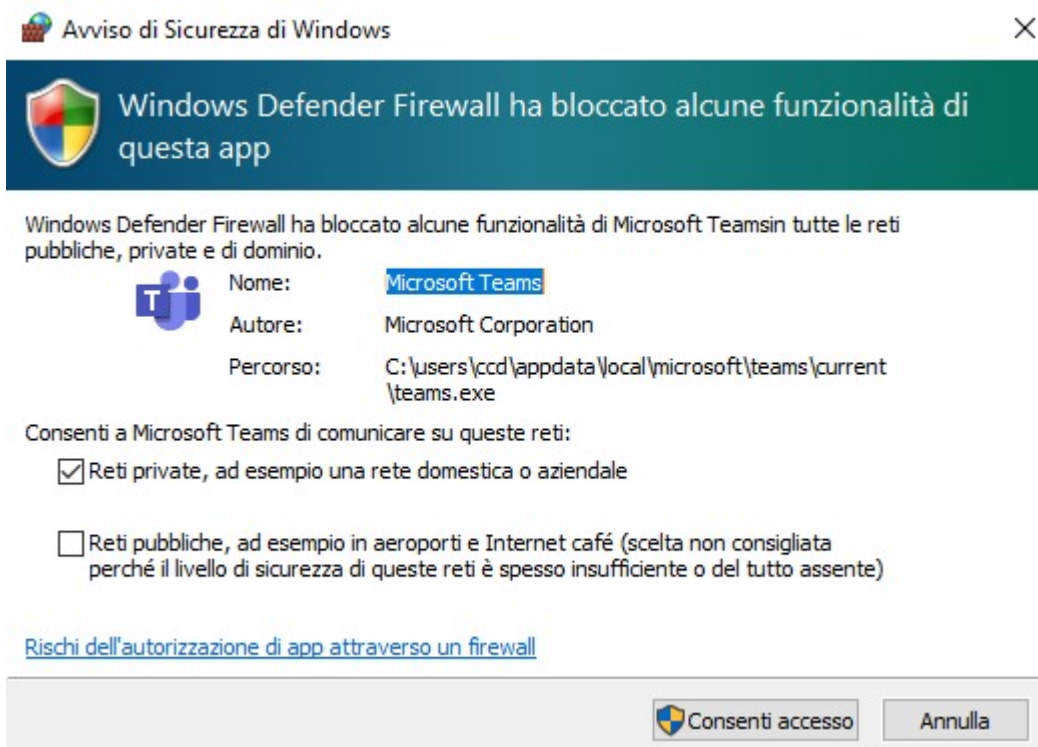 Avviso di Sicurezza di Windows
Windows Defender Firewall ha bloccato alcune funzionalità di
questa app
Windows Defender Firewall ha bloccato alcune funzionalità di Microsoft Teamsin tutte le reti
pubbliche, private e di dominio.
Nome: Microsoft Teams
Autore: Microsoft Corporation
Percorso: C:\users\ccd\appdata\local\microsoft\teams\current
\teams.exe
Consenti a Microsoft Teams di comunicare su queste reti:
Reti private, ad esempio una rete domestica o aziendale
Reti pubbliche, ad esempio in aeroporti e Internet café (scelta non consigliata
perché il livello di sicurezza di queste reti è spesso insufficiente o del tutto assente)
Rischi dell'autorizzazione di app attraverso un firewall
Consenti accesso Annulla